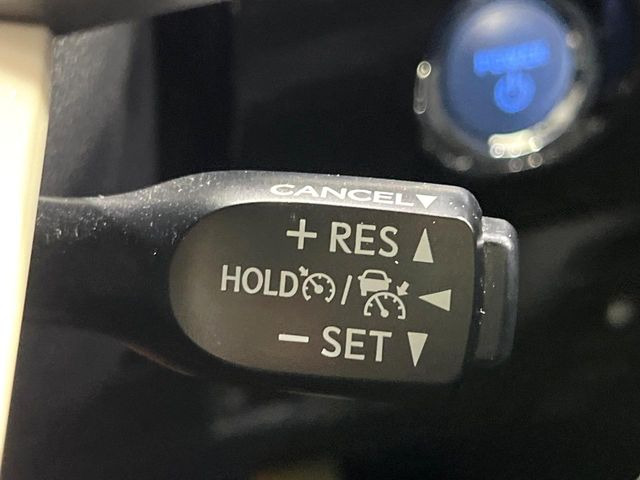 CANCEL▼
+ RES ▲
HOLD / ◀
- SET ▼